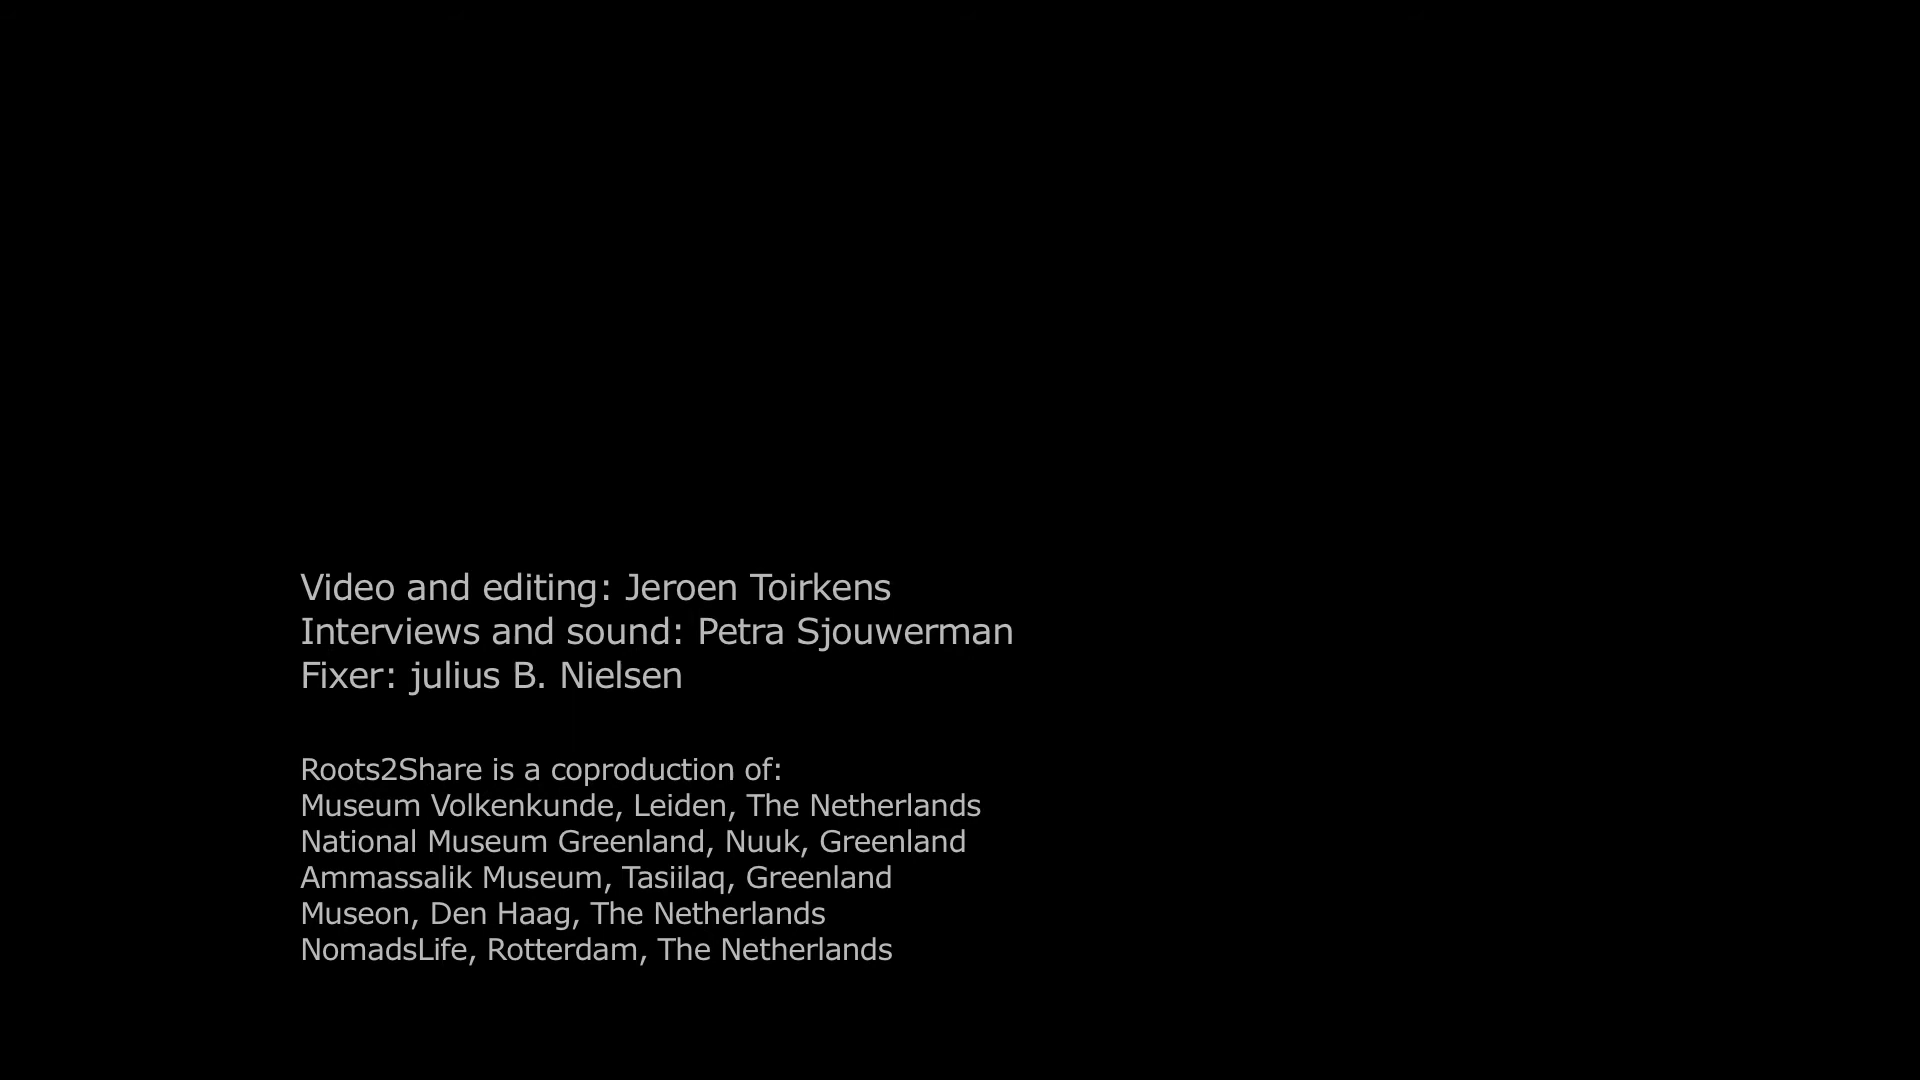 Video and editing: Jeroen Toirkens
Interviews and sound: Petra Sjouwerman
Fixer: julius B. Nielsen
Roots2Share is a coproduction of:
Museum Volkenkunde, Leiden, The Netherlands
National Museum Greenland, Nuuk, Greenland
Ammassalik Museum, Tasiilaq, Greenland
Museon, Den Haag, The Netherlands
NomadsLife, Rotterdam, The Netherlands